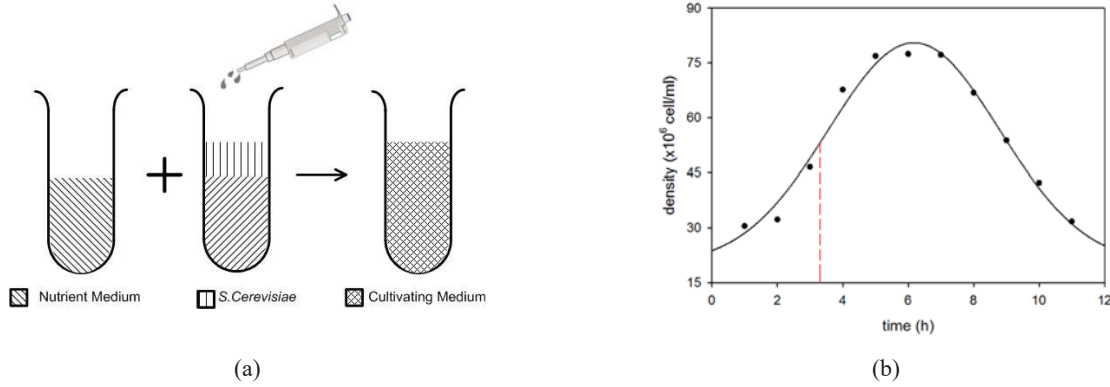 Nutrient Medium
S.Cerevisiae
Cultivating Medium
(a)
90
75
60
45
30
15
density (x10⁶ cell/ml)
0 2 4 6 8 10 12
time (h)
(b)